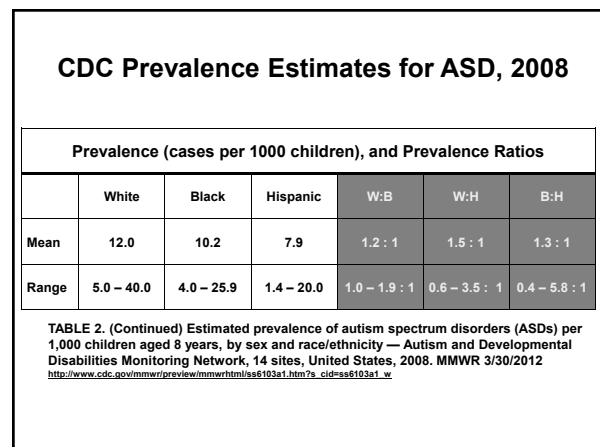 CDC Prevalence Estimates for ASD, 2008
Prevalence (cases per 1000 children), and Prevalence Ratios
White Black Hispanic W:B W:H B:H
Mean 12.0 10.2 7.9 1.2 : 1 1.5 : 1 1.3 : 1
Range 5.0 – 40.0 4.0 – 25.9 1.4 – 20.0 1.0 – 1.9 : 1 0.6 – 3.5 : 1 0.4 – 5.8 : 1
TABLE 2. (Continued) Estimated prevalence of autism spectrum disorders (ASDs) per
1,000 children aged 8 years, by sex and race/ethnicity — Autism and Developmental
Disabilities Monitoring Network, 14 sites, United States, 2008. MMWR 3/30/2012
http://www.cdc.gov/mmwr/preview/mmwrhtml/ss6103a1.htm?s_cid=ss6103a1_w